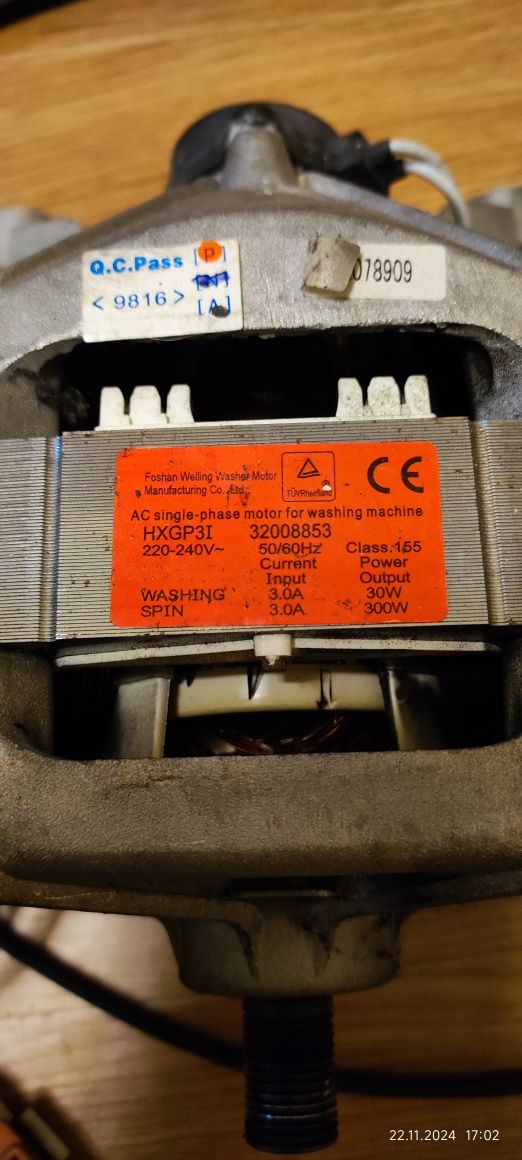 Q.C.Pass [P]
[N]
< 9816 > [A]
078909
Foshan Welling Washer Motor
Manufacturing Co.,Ltd.
TÜVRheinland
CE
AC single-phase motor for washing machine
HXGP3I 32008853
220-240V~ 50/60Hz Class.155
Current Power
Input Output
WASHING 3.0A 30W
SPIN 3.0A 300W
22.11.2024 17:02